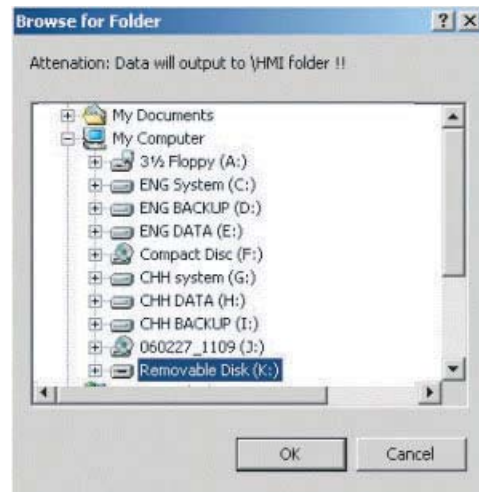 Browse for Folder
Attenation: Data will output to \HMI folder !!
My Documents
My Computer
3½ Floppy (A:)
ENG System (C:)
ENG BACKUP (D:)
ENG DATA (E:)
Compact Disc (F:)
CHH system (G:)
CHH DATA (H:)
CHH BACKUP (I:)
060227_1109 (J:)
Removable Disk (K:)
OK Cancel